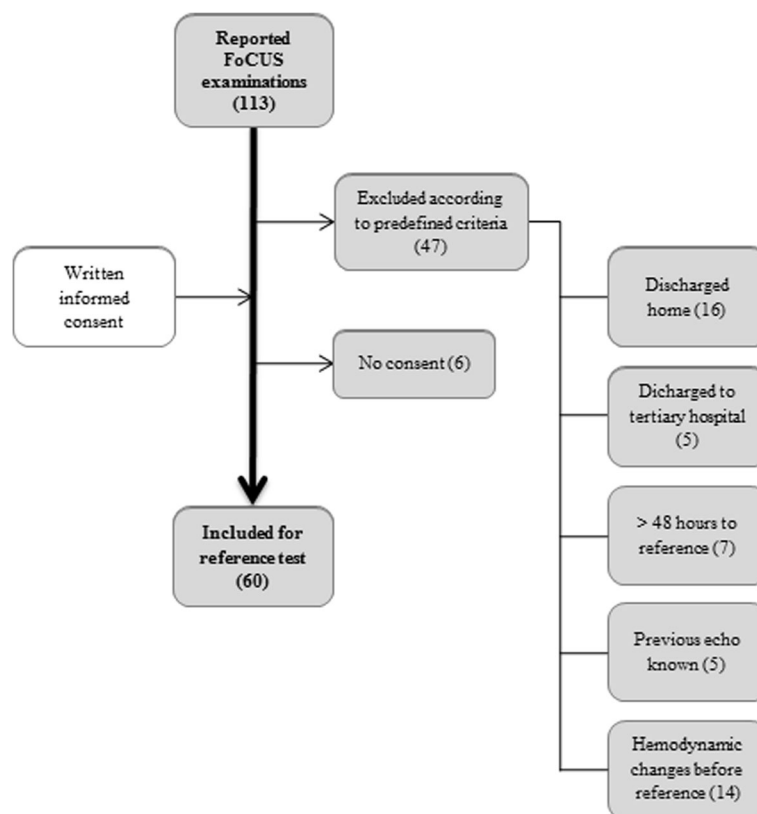 Reported
FoCUS
examinations
(113)
Excluded according
to predefined criteria
(47)
Written
informed
consent
Discharged
home (16)
No consent (6)
Dicharged to
tertiary hospital
(5)
> 48 hours to
reference (7)
Included for
reference test
(60)
Previous echo
known (5)
Hemodynamic
changes before
reference (14)